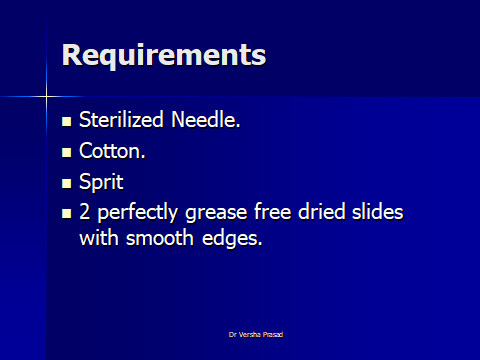 Requirements
Sterilized Needle.
Cotton.
Sprit
2 perfectly grease free dried slides
with smooth edges.
Dr Versha Prasad